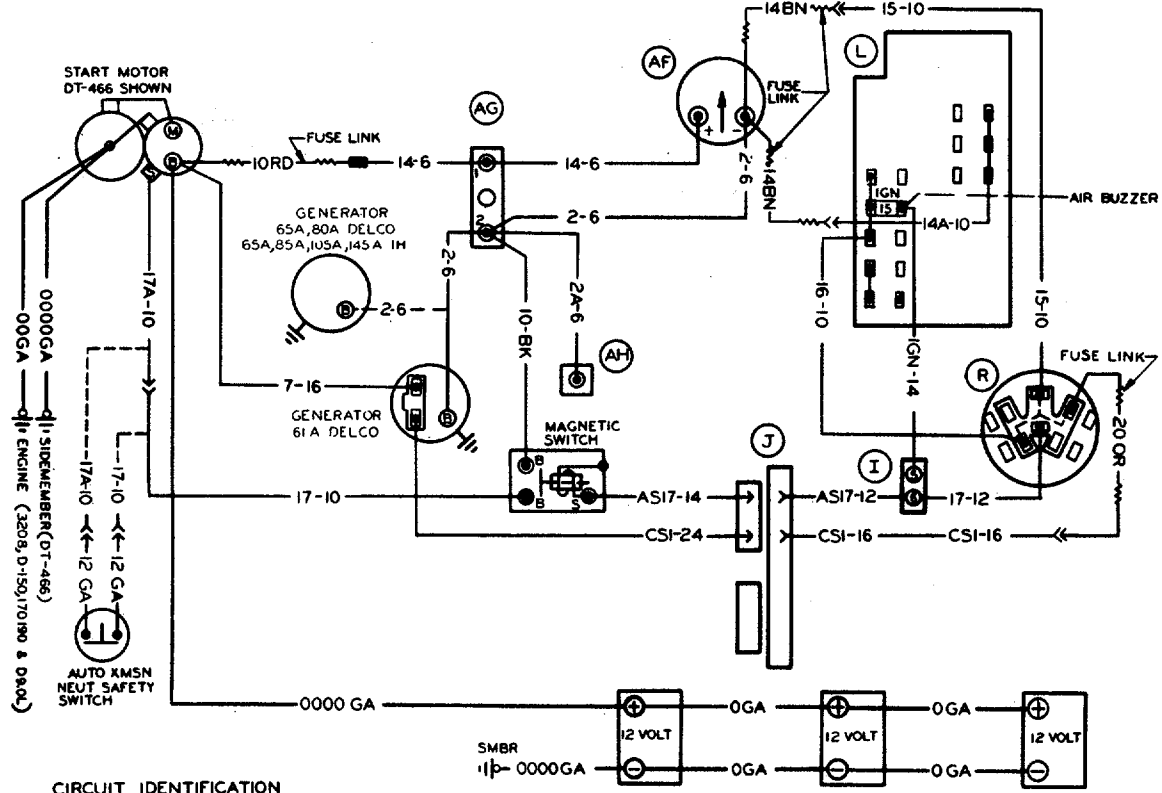 14BN
15-10
L
AF
START MOTOR
DT-466 SHOWN
FUSE
LINK
AG
M
FUSE LINK
+
-
B
10RD
14-6
1
14-6
2-6
14BN
S
IGN
15
AIR BUZZER
GENERATOR
65A, 80A DELCO
65A, 85A, 105A, 145A IH
2
2-6
14A-10
2-6
17A-10
10-BK
2A-6
16-10
15-10
B
2-6
00GA
0000GA
IGN-14
AH
R
FUSE LINK
7-16
GENERATOR
61A DELCO
B
MAGNETIC
SWITCH
J
20 OR
I
B
S
17-10
B
S
AS17-14
AS17-12
6
17-12
CS1-24
CS1-16
CS1-16
ENGINE (3208, D-150, 170190 & D9.0L)
SIDEMEMBER (DT-466)
17A-10
17-10
12 GA
12 GA
AUTO XMSN
NEUT SAFETY
SWITCH
0000 GA
+
0GA
+
0GA
+
12 VOLT
12 VOLT
12 VOLT
SMBR
0000GA
-
0GA
-
0GA
-
CIRCUIT IDENTIFICATION